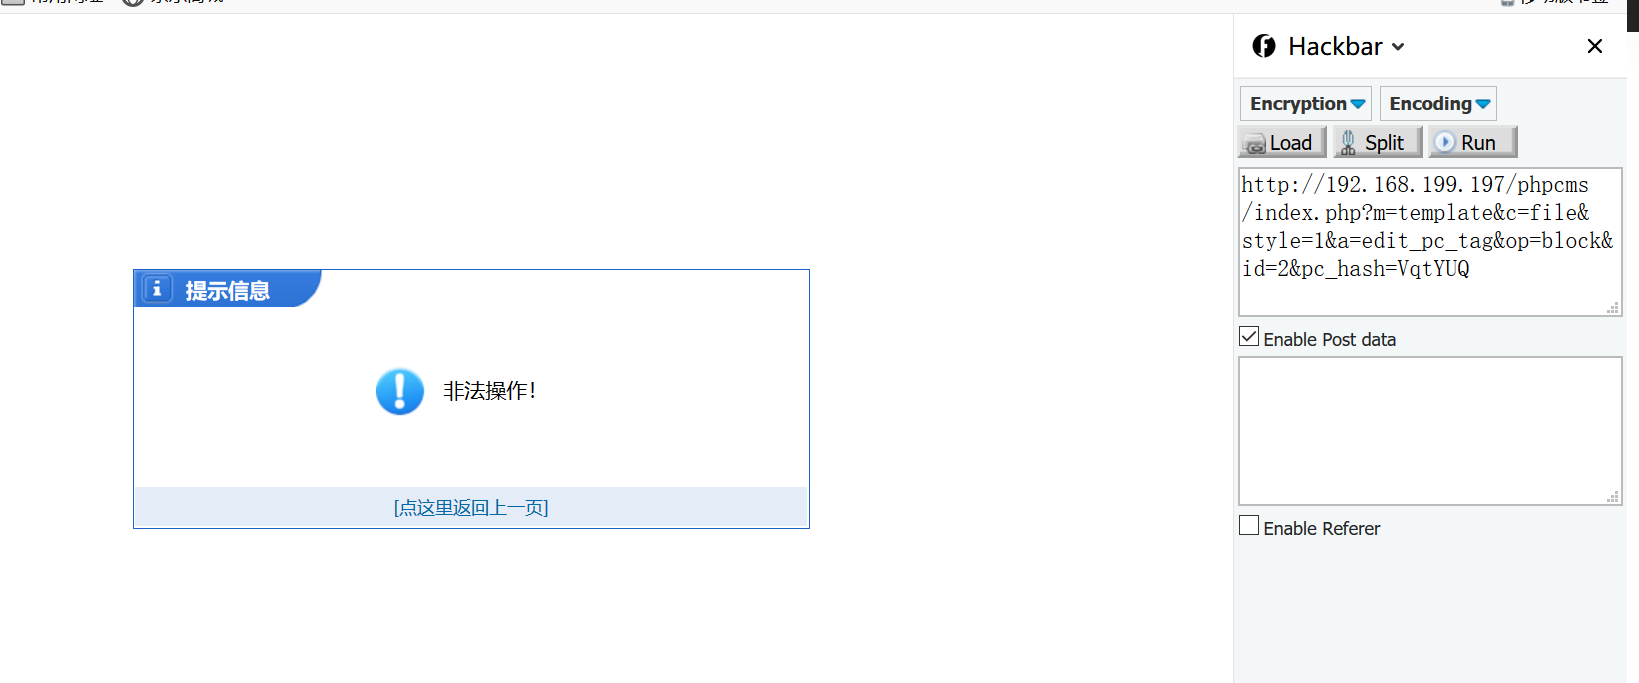 Hackbar
Encryption
Encoding
Load
Split
Run
http://192.168.199.197/phpcms
/index.php?m=template&c=file&
style=1&a=edit_pc_tag&op=block&
id=2&pc_hash=VqtYUQ
Enable Post data
Enable Referer
提示信息
非法操作！
[点这里返回上一页]